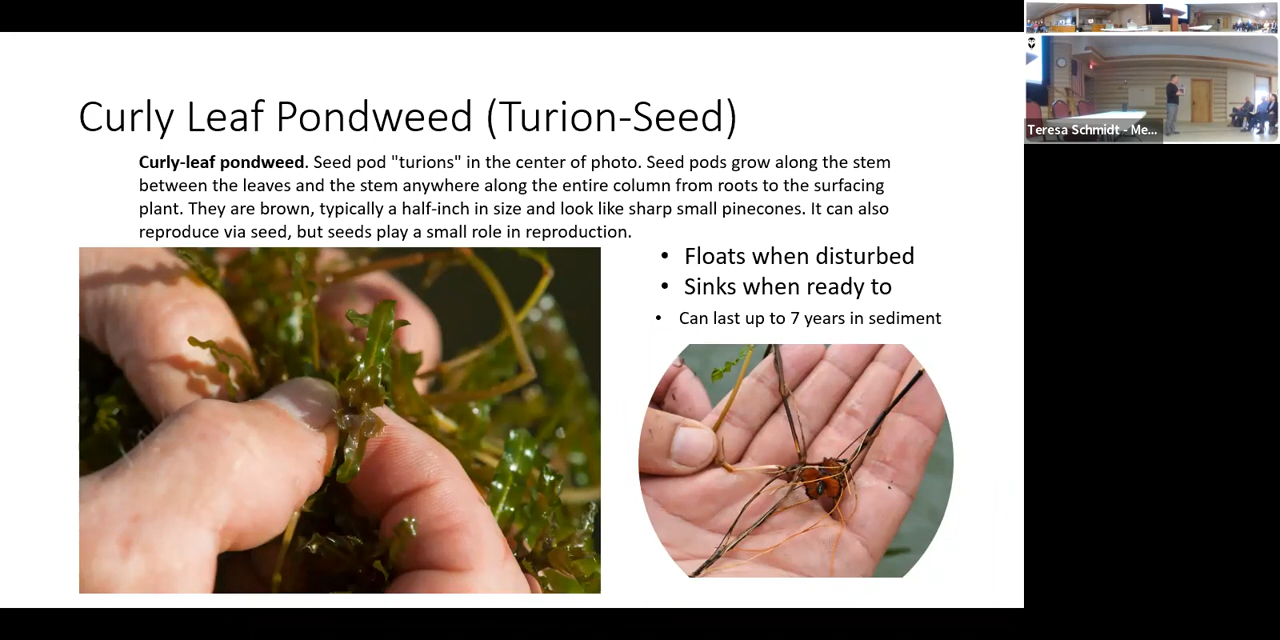 Curly Leaf Pondweed (Turion-Seed)
Curly-leaf pondweed. Seed pod "turions" in the center of photo. Seed pods grow along the stem
between the leaves and the stem anywhere along the entire column from roots to the surfacing
plant. They are brown, typically a half-inch in size and look like sharp small pinecones. It can also
reproduce via seed, but seeds play a small role in reproduction.
• Floats when disturbed
• Sinks when ready to
• Can last up to 7 years in sediment
Teresa Schmidt - Me...